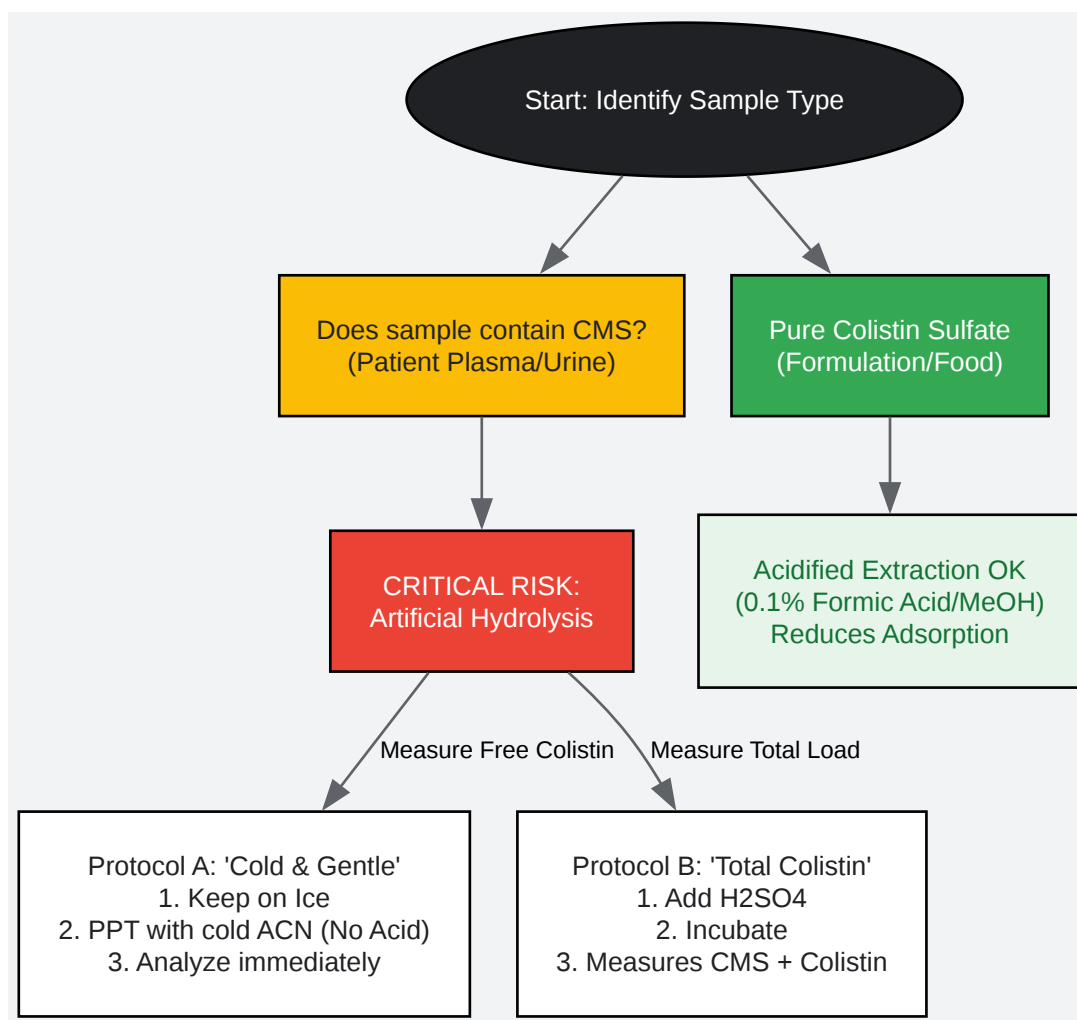 Start: Identify Sample Type
Does sample contain CMS?
(Patient Plasma/Urine)
Pure Colistin Sulfate
(Formulation/Food)
CRITICAL RISK:
Artificial Hydrolysis
Acidified Extraction OK
(0.1% Formic Acid/MeOH)
Reduces Adsorption
Measure Free Colistin
Measure Total Load
Protocol A: 'Cold & Gentle'
1. Keep on Ice
2. PPT with cold ACN (No Acid)
3. Analyze immediately
Protocol B: 'Total Colistin'
1. Add H2SO4
2. Incubate
3. Measures CMS + Colistin